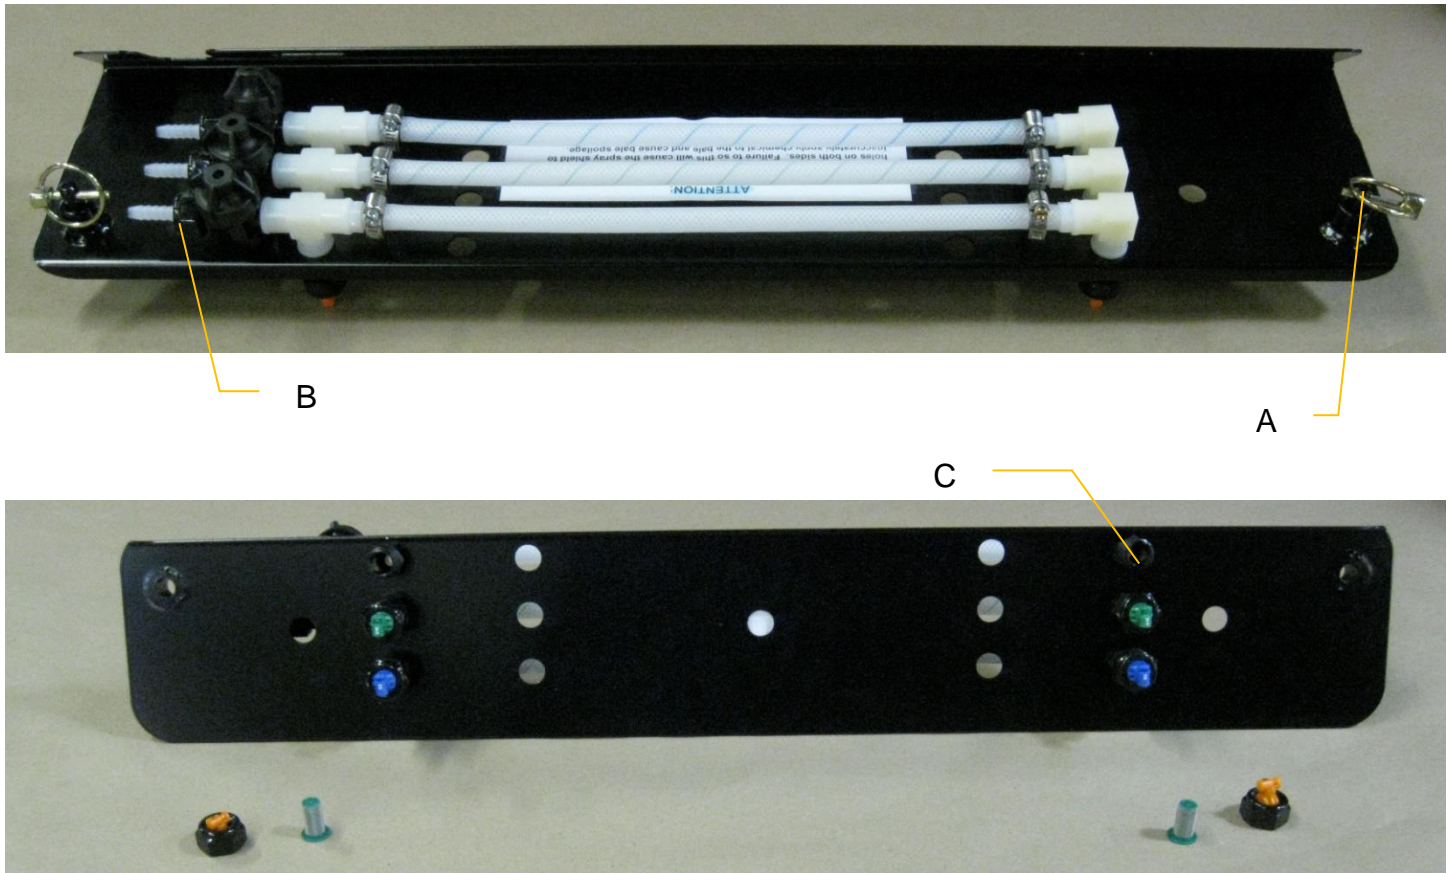 inaccurately apply chemical to the bale and cause bale spoilage.
holes on both sides. Failure to so this will cause the spray shield to
ATTENTION:
B
A
C